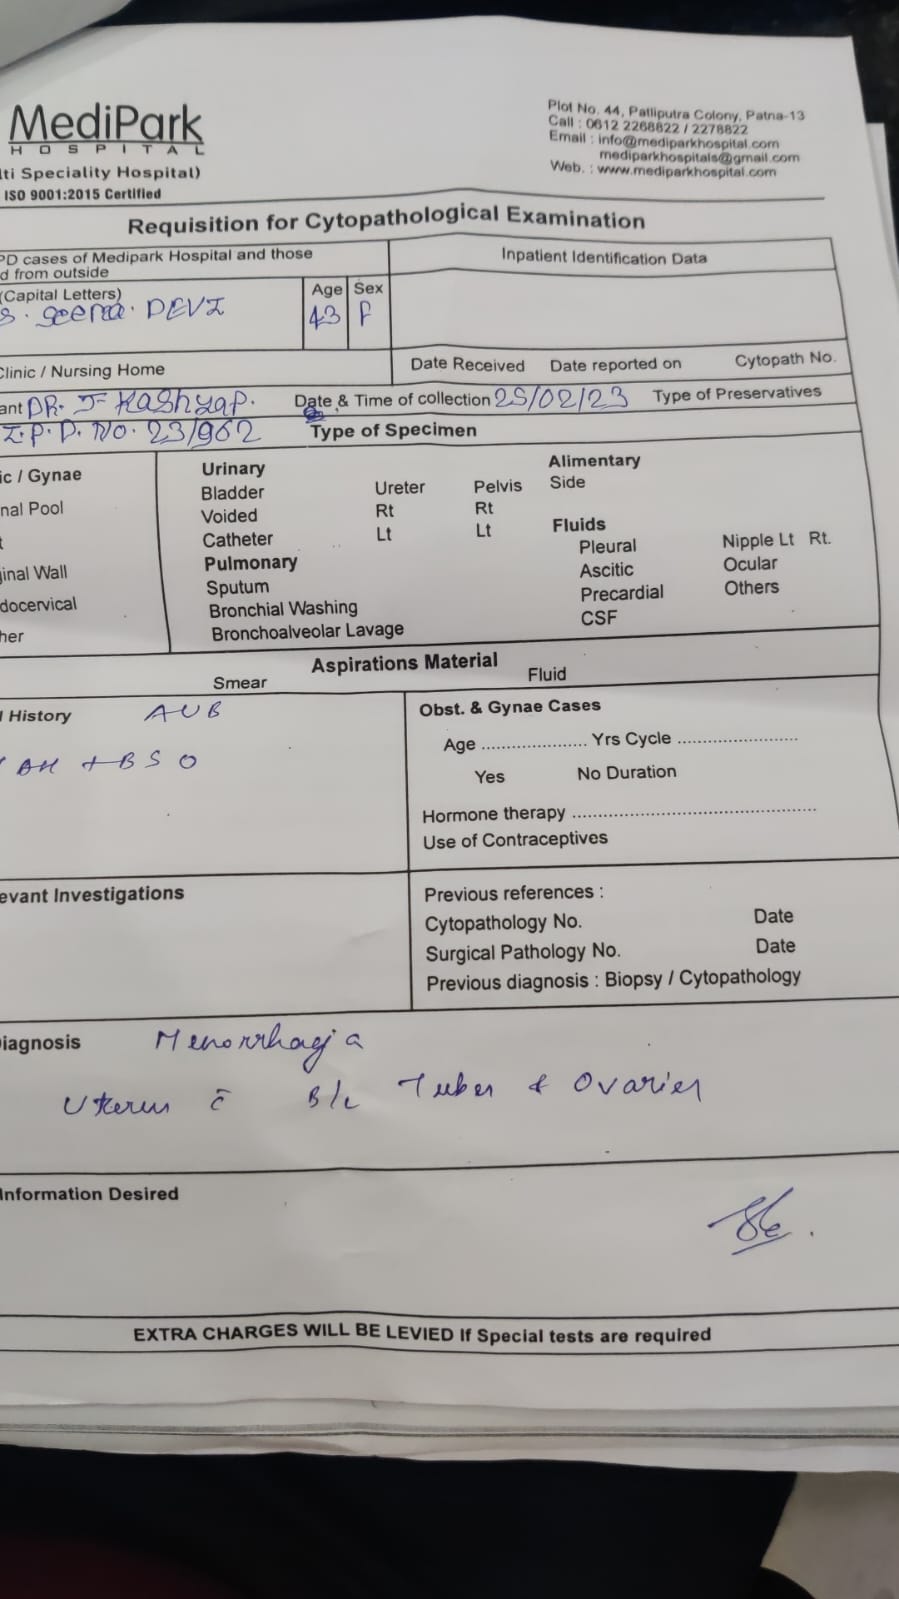 MediPark
HOSPITAL
lti Speciality Hospital)
ISO 9001:2015 Certified
Plot No. 44, Patliputra Colony, Patna-13
Call : 0612 2268822 / 2278822
Email : info@mediparkhospital.com
mediparkhospitals@gmail.com
Web. : www.mediparkhospital.com
Requisition for Cytopathological Examination
PD cases of Medipark Hospital and those
d from outside
Inpatient Identification Data
(Capital Letters)
Age Sex
DEVI
43 F
Clinic / Nursing Home
Date Received Date reported on Cytopath No.
ant DR. J Kashyap. Date & Time of collection 25/02/23 Type of Preservatives
I.P.D. No. 23/962 Type of Specimen
ic / Gynae
nal Pool
t
ginal Wall
docervical
her
Urinary
Bladder Ureter Pelvis
Voided Rt Rt
Catheter Lt Lt
Pulmonary
Sputum
Bronchial Washing
Bronchoalveolar Lavage
Alimentary
Side
Fluids
Pleural Nipple Lt Rt.
Ascitic Ocular
Precardial Others
CSF
Aspirations Material
Smear Fluid
l History AUB
AH + BSO
Obst. & Gynae Cases
Age .................... Yrs Cycle .......................
Yes No Duration
Hormone therapy ..............................................
Use of Contraceptives
evant Investigations
Previous references :
Cytopathology No. Date
Surgical Pathology No. Date
Previous diagnosis : Biopsy / Cytopathology
Diagnosis Menorrhagia
Uterus c̄ B/L Tubes & Ovaries
Information Desired
EXTRA CHARGES WILL BE LEVIED If Special tests are required